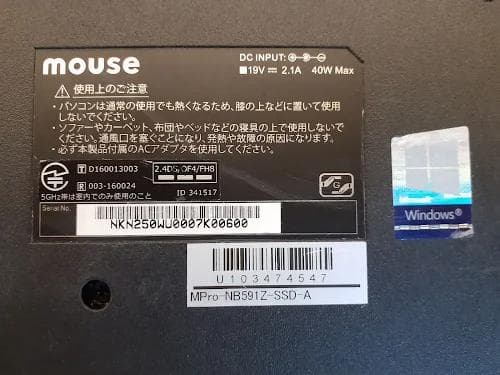 mouse
DC INPUT:
19V 2.1A 40W Max
使用上のご注意
・パソコンは通常の使用でも熱くなるため、膝の上などに置いて使用
しないでください。
・ソファーやカーペット、布団やベッドなどの寝具の上で使用しない
でください。通風口を塞ぐことになり、発熱や故障の原因になります。
・必ず本製品付属のACアダプタを使用してください。
T D160013003
R 003-160024
2.4DS/OF4/FH8
5GHz帯は室内でのみ使用のこと
ID 341517
G
Serial No.
NKN250WU0007K00600
Windows®
U103474547
MPro-NB591Z-SSD-A